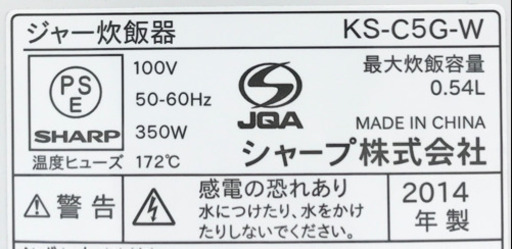 ジャー炊飯器 KS-C5G-W
PS
E
SHARP
100V
50-60Hz
350W
温度ヒューズ 172℃
JQA
最大炊飯容量
0.54L
MADE IN CHINA
シャープ株式会社
警告
感電の恐れあり
水につけたり、水をかけ
たりしないでください
2014
年製